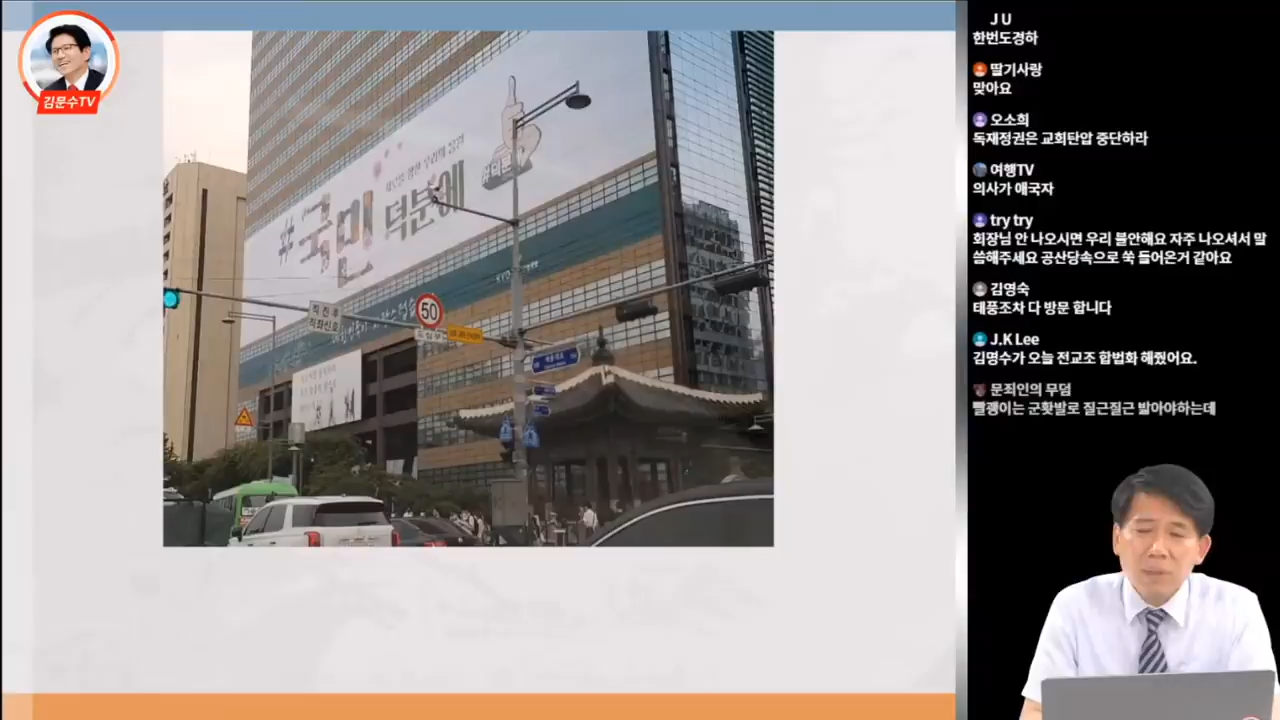 김문수TV
#국민
덕분에
50
직진후
직좌신호
J U
한번도경하
딸기사랑
맞아요
오소희
독재정권은 교회탄압 중단하라
여행TV
의사가 애국자
try try
회장님 안 나오시면 우리 불안해요 자주 나오셔서 말
씀해주세요 공산당속으로 쑥 들어온거 같아요
김영숙
태풍조차 다 방문 합니다
J.K Lee
김명수가 오늘 전교조 합법화 해줬어요.
문죄인의 무덤
빨갱이는 군홧발로 질근질근 밟아야하는데